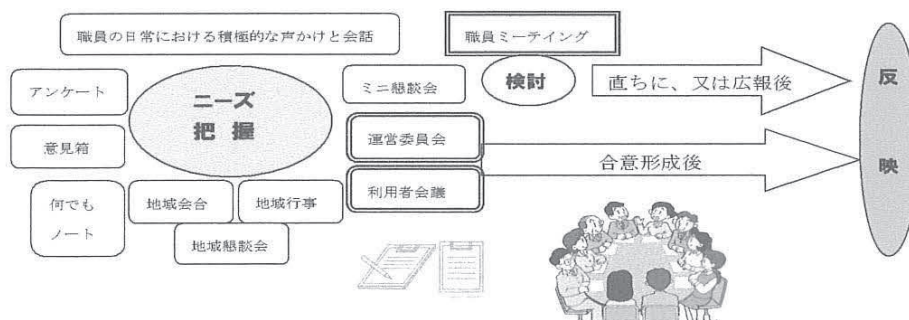 職員の日常における積極的な声かけと会話
職員ミーテイング
アンケート
ニーズ
把握
ミニ懇談会
検討
直ちに、又は広報後
反
映
意見箱
運営委員会
合意形成後
利用者会議
何でも
ノート
地域会合
地域行事
地域懇談会